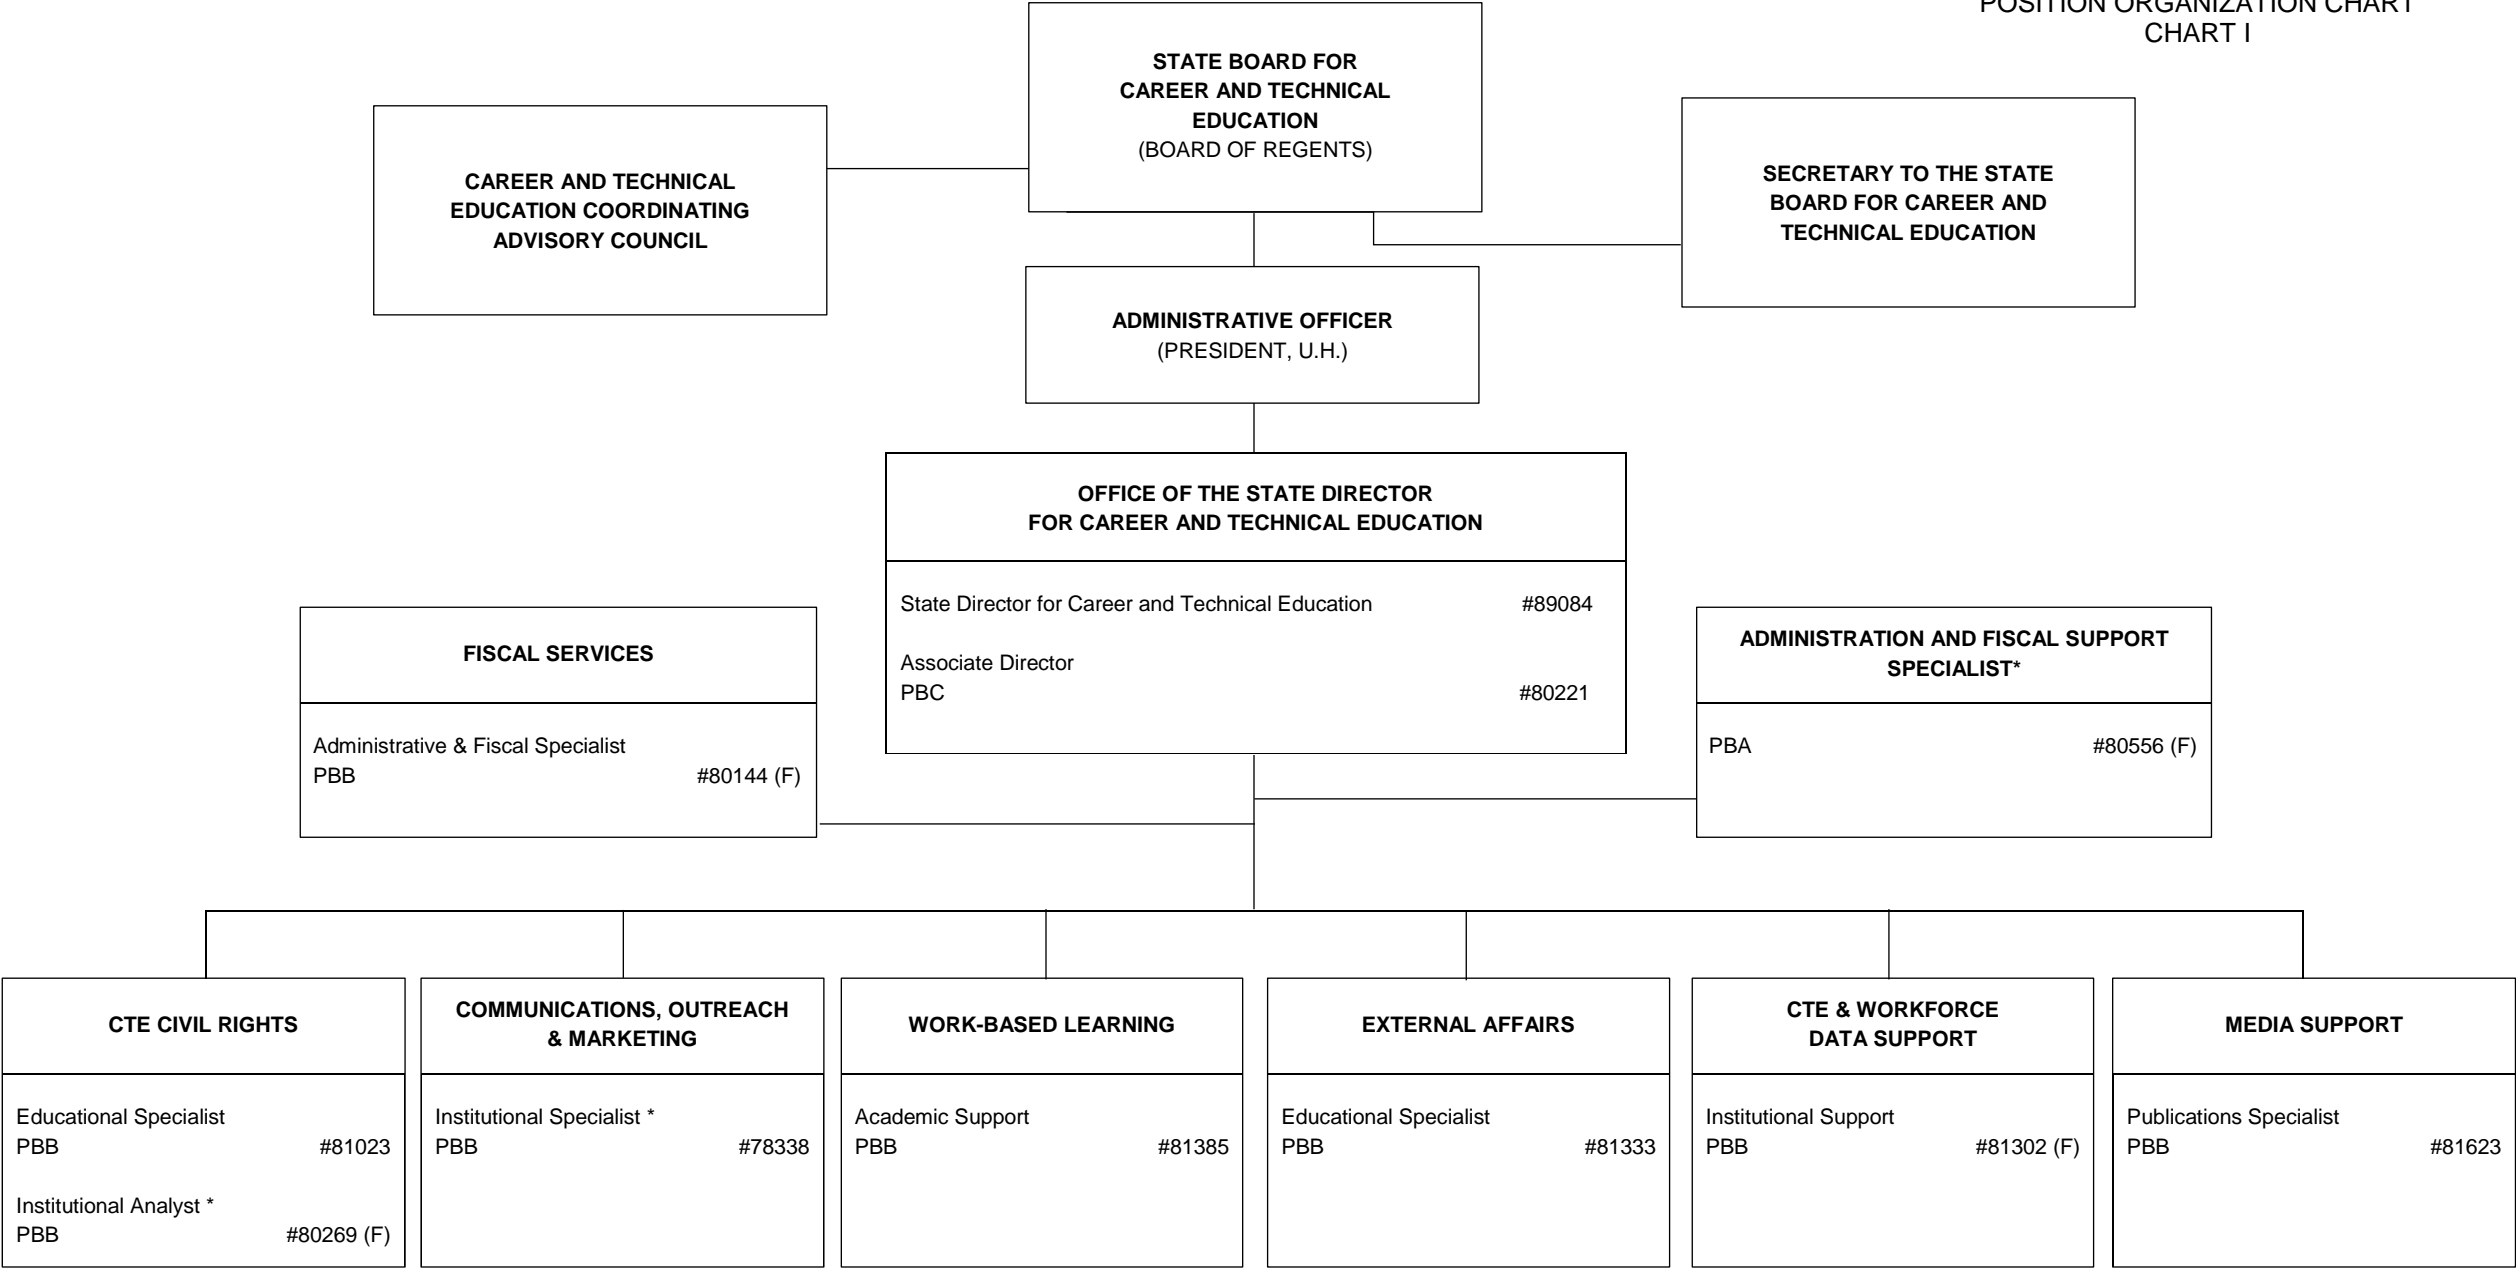 POSITION ORGANIZATION CHART
CHART I
STATE BOARD FOR
CAREER AND TECHNICAL
EDUCATION
(BOARD OF REGENTS)
CAREER AND TECHNICAL
EDUCATION COORDINATING
ADVISORY COUNCIL
SECRETARY TO THE STATE
BOARD FOR CAREER AND
TECHNICAL EDUCATION
ADMINISTRATIVE OFFICER
(PRESIDENT, U.H.)
OFFICE OF THE STATE DIRECTOR
FOR CAREER AND TECHNICAL EDUCATION
State Director for Career and Technical Education #89084
Associate Director
PBC #80221
FISCAL SERVICES
Administrative & Fiscal Specialist
PBB #80144 (F)
ADMINISTRATION AND FISCAL SUPPORT
SPECIALIST*
PBA #80556 (F)
CTE CIVIL RIGHTS
Educational Specialist
PBB #81023
Institutional Analyst *
PBB #80269 (F)
COMMUNICATIONS, OUTREACH
& MARKETING
Institutional Specialist *
PBB #78338
WORK-BASED LEARNING
Academic Support
PBB #81385
EXTERNAL AFFAIRS
Educational Specialist
PBB #81333
CTE & WORKFORCE
DATA SUPPORT
Institutional Support
PBB #81302 (F)
MEDIA SUPPORT
Publications Specialist
PBB #81623